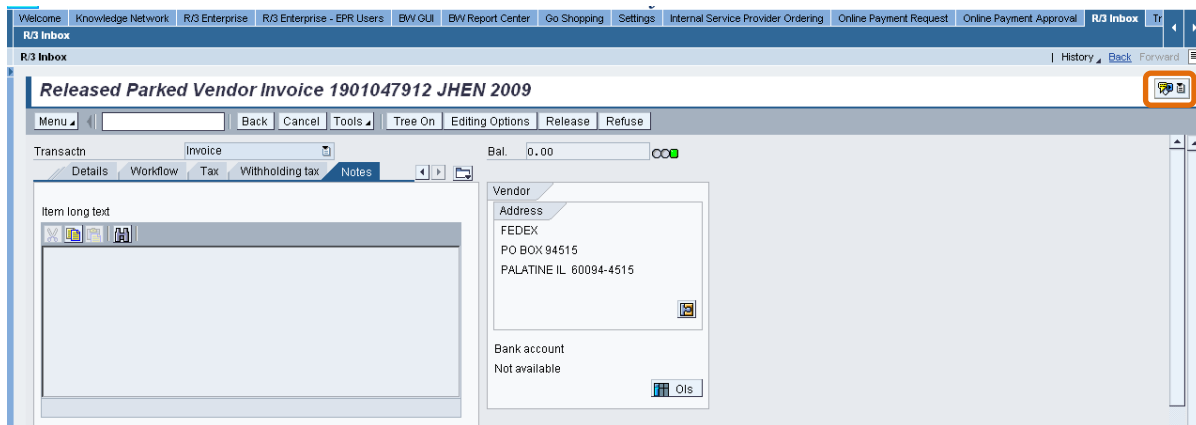 Welcome Knowledge Network R/3 Enterprise R/3 Enterprise - EPR Users BW GUI BW Report Center Go Shopping Settings Internal Service Provider Ordering Online Payment Request Online Payment Approval R/3 Inbox Tr
R/3 Inbox
R/3 Inbox | History Back Forward
Released Parked Vendor Invoice 1901047912 JHEN 2009
Menu Back Cancel Tools Tree On Editing Options Release Refuse
Transactn Invoice Bal. 0.00
Details Workflow Tax Withholding tax Notes
Vendor
Address
Item long text
FEDEX
PO BOX 94515
PALATINE IL 60094-4515
Bank account
Not available
OIs